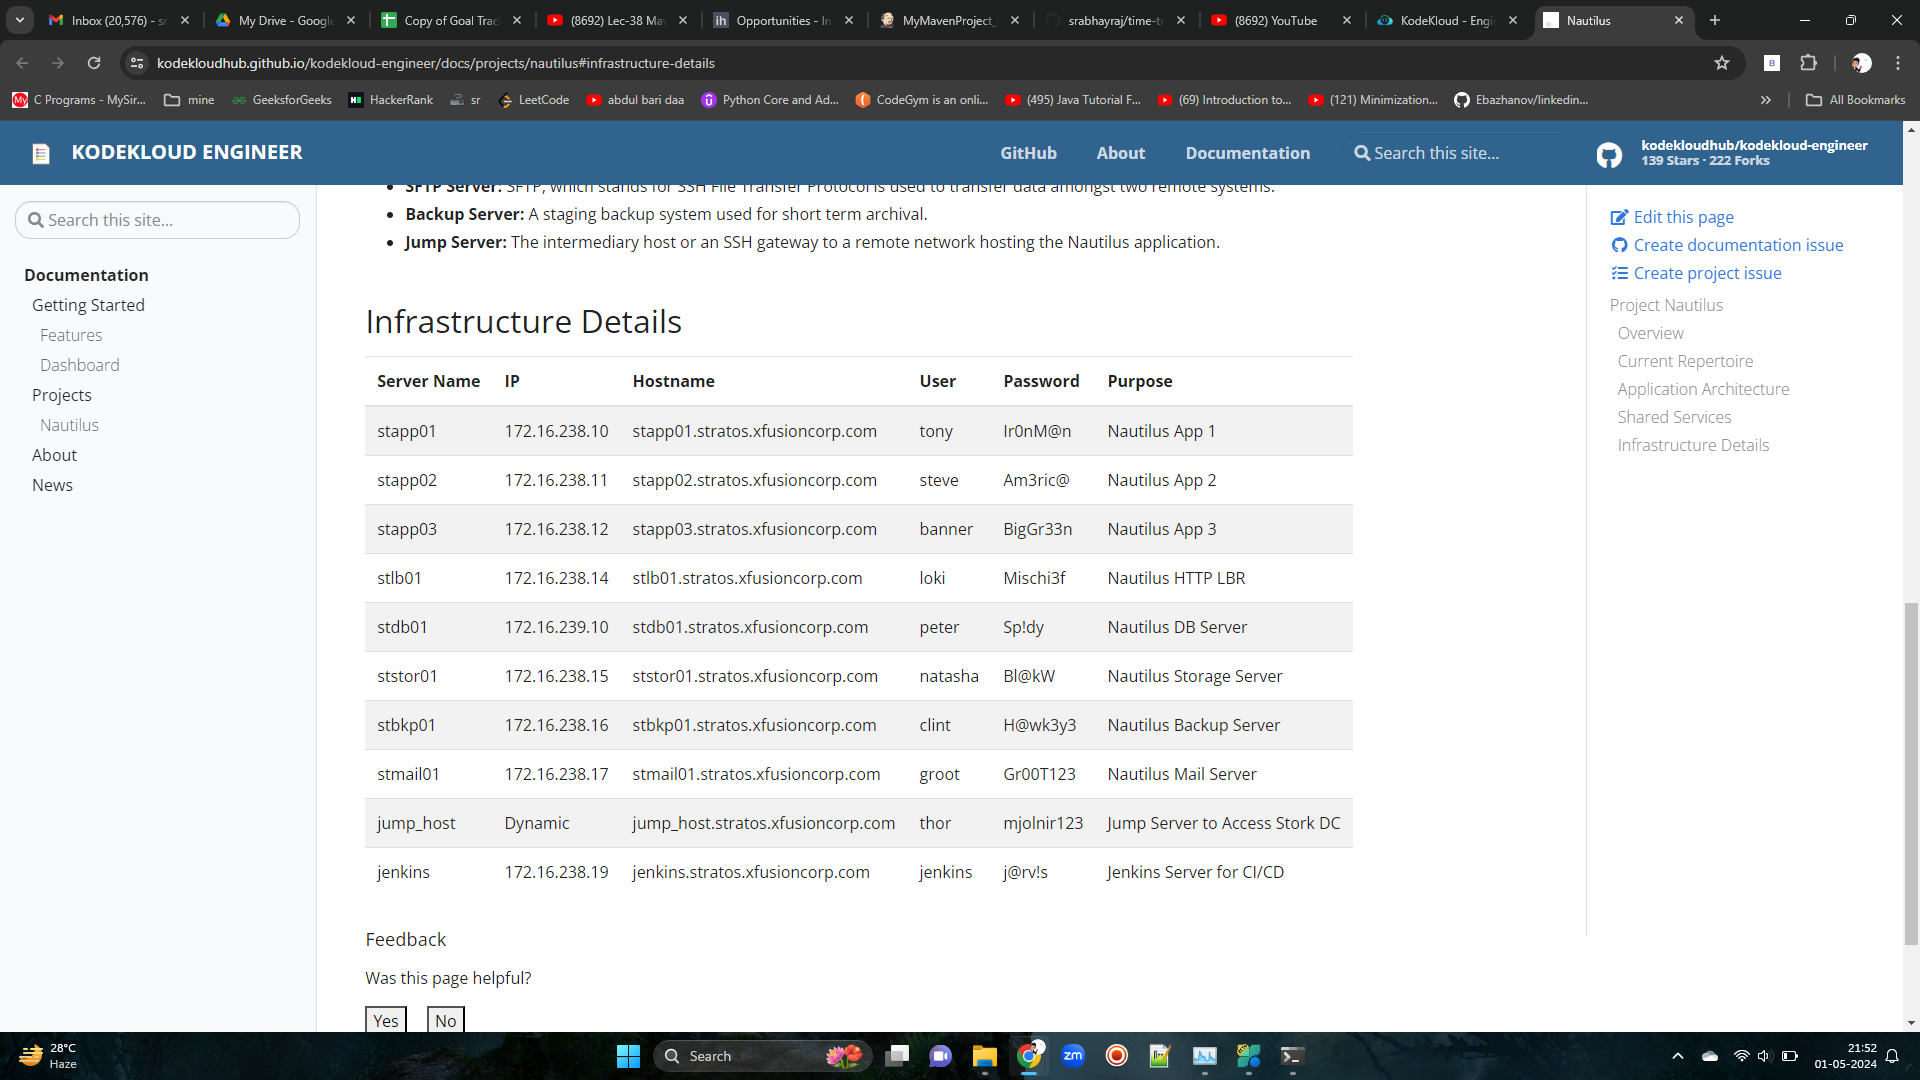 Inbox (20,576) - sr
My Drive - Google
Copy of Goal Trac
(8692) Lec-38 Ma
Opportunities - In
MyMavenProject_
srabhayraj/time-t
(8692) YouTube
KodeKloud - Engi
Nautilus
kodekloudhub.github.io/kodekloud-engineer/docs/projects/nautilus#infrastructure-details
C Programs - MySir...
mine
GeeksforGeeks
HackerRank
sr
LeetCode
abdul bari daa
Python Core and Ad...
CodeGym is an onli...
(495) Java Tutorial F...
(69) Introduction to...
(121) Minimization...
Ebazhanov/linkedin...
All Bookmarks
KODEKLOUD ENGINEER
GitHub
About
Documentation
Search this site...
kodekloudhub/kodekloud-engineer
139 Stars · 222 Forks
Search this site...
Documentation
Getting Started
Features
Dashboard
Projects
Nautilus
About
News
SFTP Server: SFTP, which stands for SSH File Transfer Protocol is used to transfer data amongst two remote systems.
Backup Server: A staging backup system used for short term archival.
Jump Server: The intermediary host or an SSH gateway to a remote network hosting the Nautilus application.
Infrastructure Details
Server Name IP Hostname User Password Purpose
stapp01 172.16.238.10 stapp01.stratos.xfusioncorp.com tony Ir0nM@n Nautilus App 1
stapp02 172.16.238.11 stapp02.stratos.xfusioncorp.com steve Am3ric@ Nautilus App 2
stapp03 172.16.238.12 stapp03.stratos.xfusioncorp.com banner BigGr33n Nautilus App 3
stlb01 172.16.238.14 stlb01.stratos.xfusioncorp.com loki Mischi3f Nautilus HTTP LBR
stdb01 172.16.239.10 stdb01.stratos.xfusioncorp.com peter Sp!dy Nautilus DB Server
ststor01 172.16.238.15 ststor01.stratos.xfusioncorp.com natasha Bl@kW Nautilus Storage Server
stbkp01 172.16.238.16 stbkp01.stratos.xfusioncorp.com clint H@wk3y3 Nautilus Backup Server
stmail01 172.16.238.17 stmail01.stratos.xfusioncorp.com groot Gr00T123 Nautilus Mail Server
jump_host Dynamic jump_host.stratos.xfusioncorp.com thor mjolnir123 Jump Server to Access Stork DC
jenkins 172.16.238.19 jenkins.stratos.xfusioncorp.com jenkins j@rv!s Jenkins Server for CI/CD
Feedback
Was this page helpful?
Yes No
Edit this page
Create documentation issue
Create project issue
Project Nautilus
Overview
Current Repertoire
Application Architecture
Shared Services
Infrastructure Details
28°C
Haze
Search
zm
21:52
01-05-2024